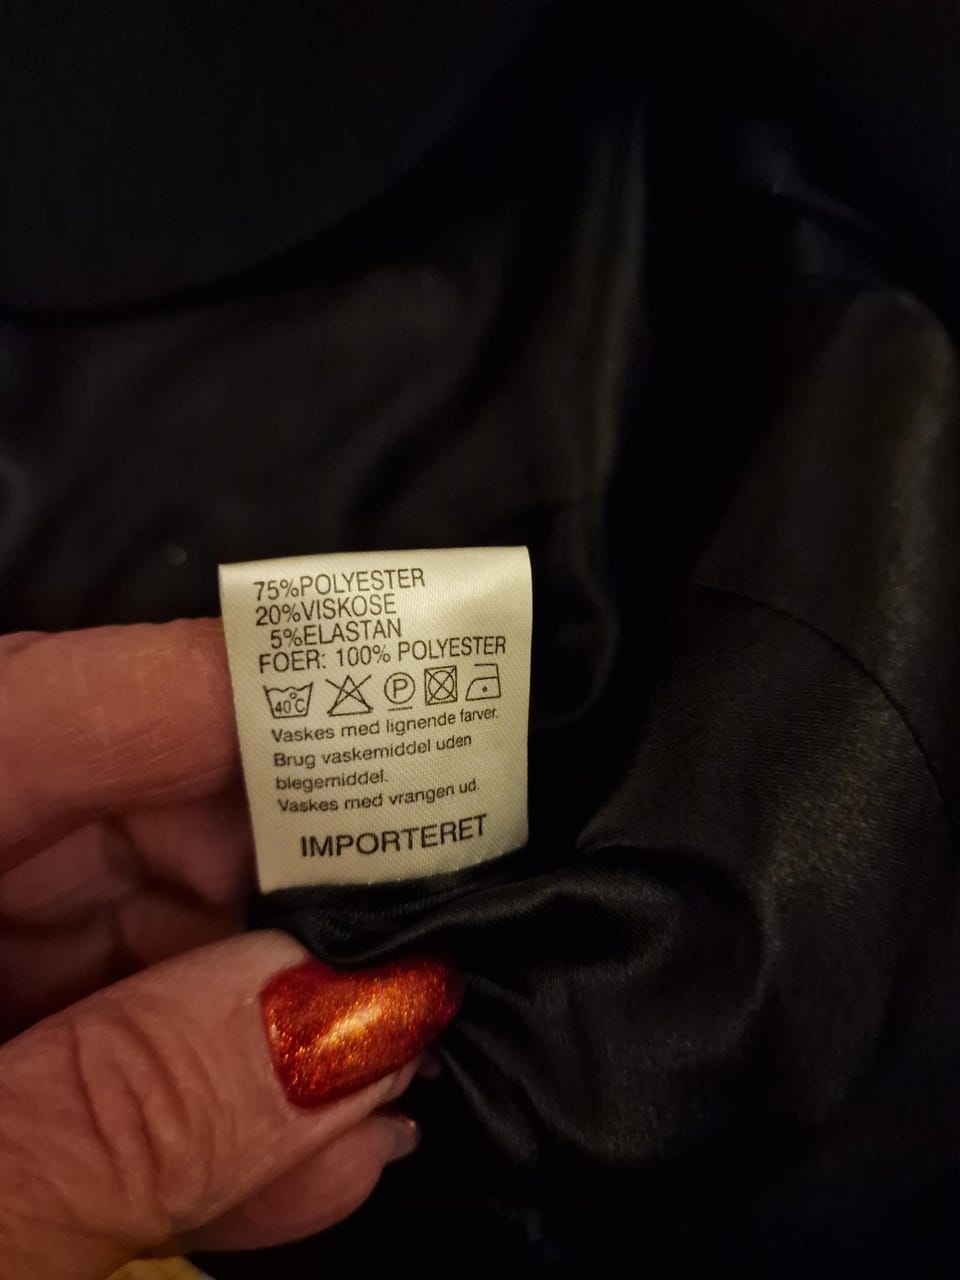 75%POLYESTER
20%VISKOSE
5%ELASTAN
FOER: 100% POLYESTER
40°C P
Vaskes med lignende farver.
Brug vaskemiddel uden
blegemiddel.
Vaskes med vrangen ud.
IMPORTERET